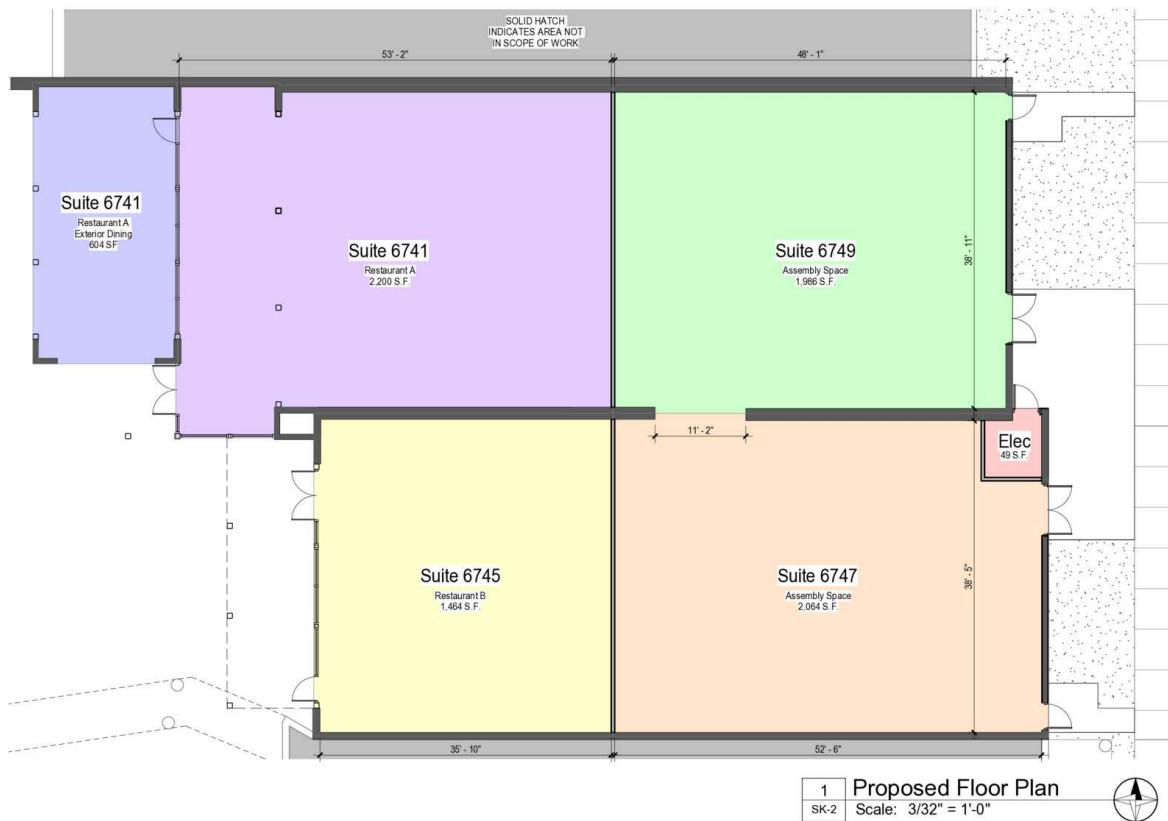 SOLID HATCH
INDICATES AREA NOT
IN SCOPE OF WORK
53' - 2"
48' - 1"
Suite 6741
Restaurant A
Exterior Dining
604 SF
Suite 6741
Restaurant A
2,200 S.F.
Suite 6749
Assembly Space
1,986 S.F.
38' - 11"
11' - 2"
Elec
49 S.F.
Suite 6745
Restaurant B
1,464 S.F.
Suite 6747
Assembly Space
2,064 S.F.
38' - 5"
35' - 10"
52' - 6"
1 Proposed Floor Plan
SK-2 Scale: 3/32" = 1'-0"